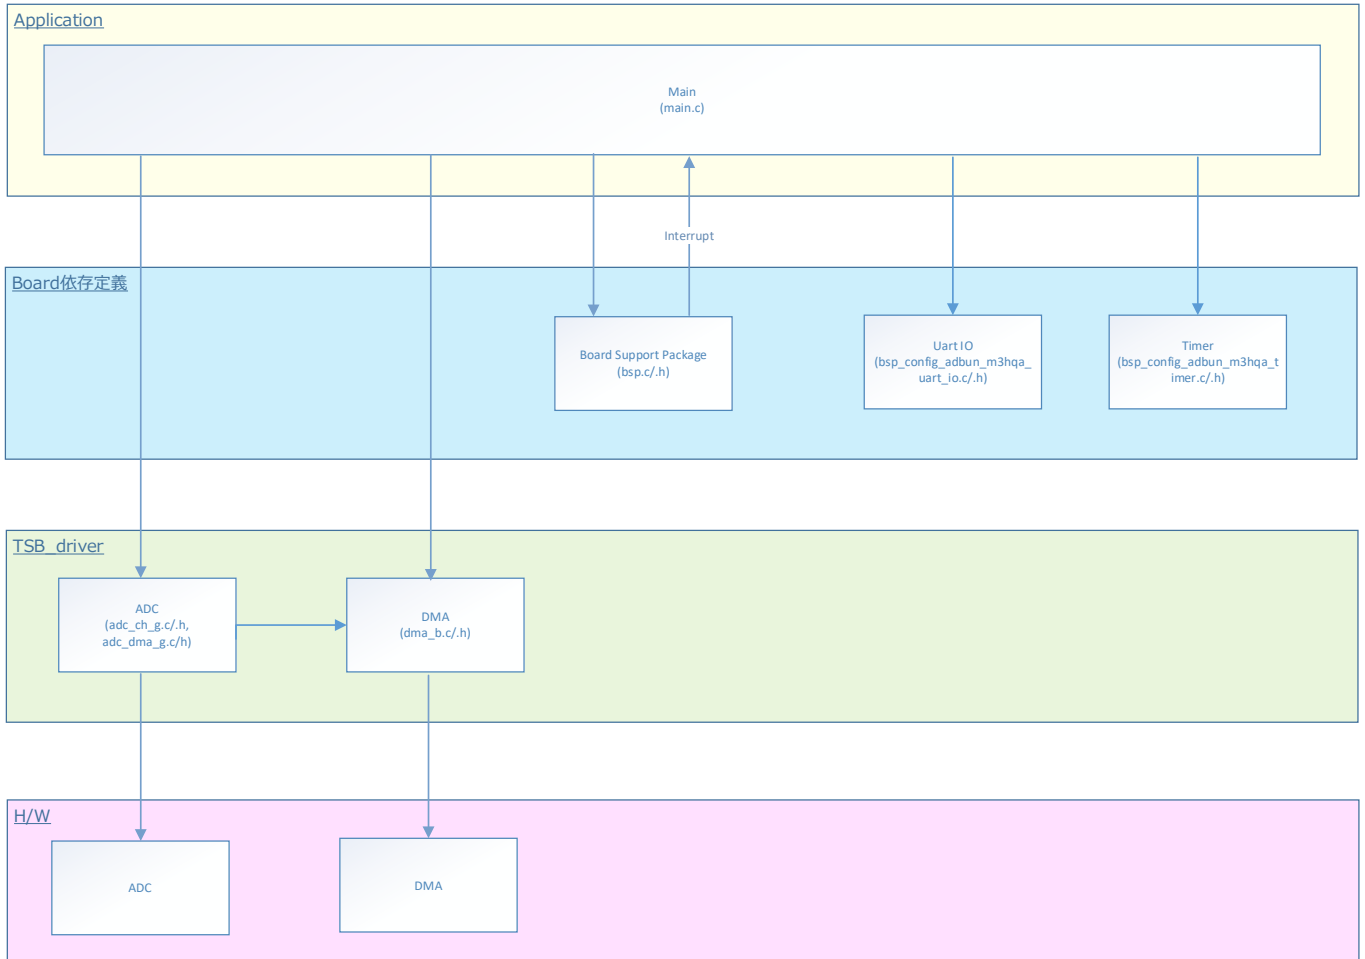 Application
Main
(main.c)
Interrupt
Board依存定義
Board Support Package
(bsp.c/.h)
Uart IO
(bsp_config_adbun_m3hqa_
uart_io.c/.h)
Timer
(bsp_config_adbun_m3hqa_t
imer.c/.h)
TSB_driver
ADC
(adc_ch_g.c/.h,
adc_dma_g.c/h)
DMA
(dma_b.c/.h)
H/W
ADC
DMA